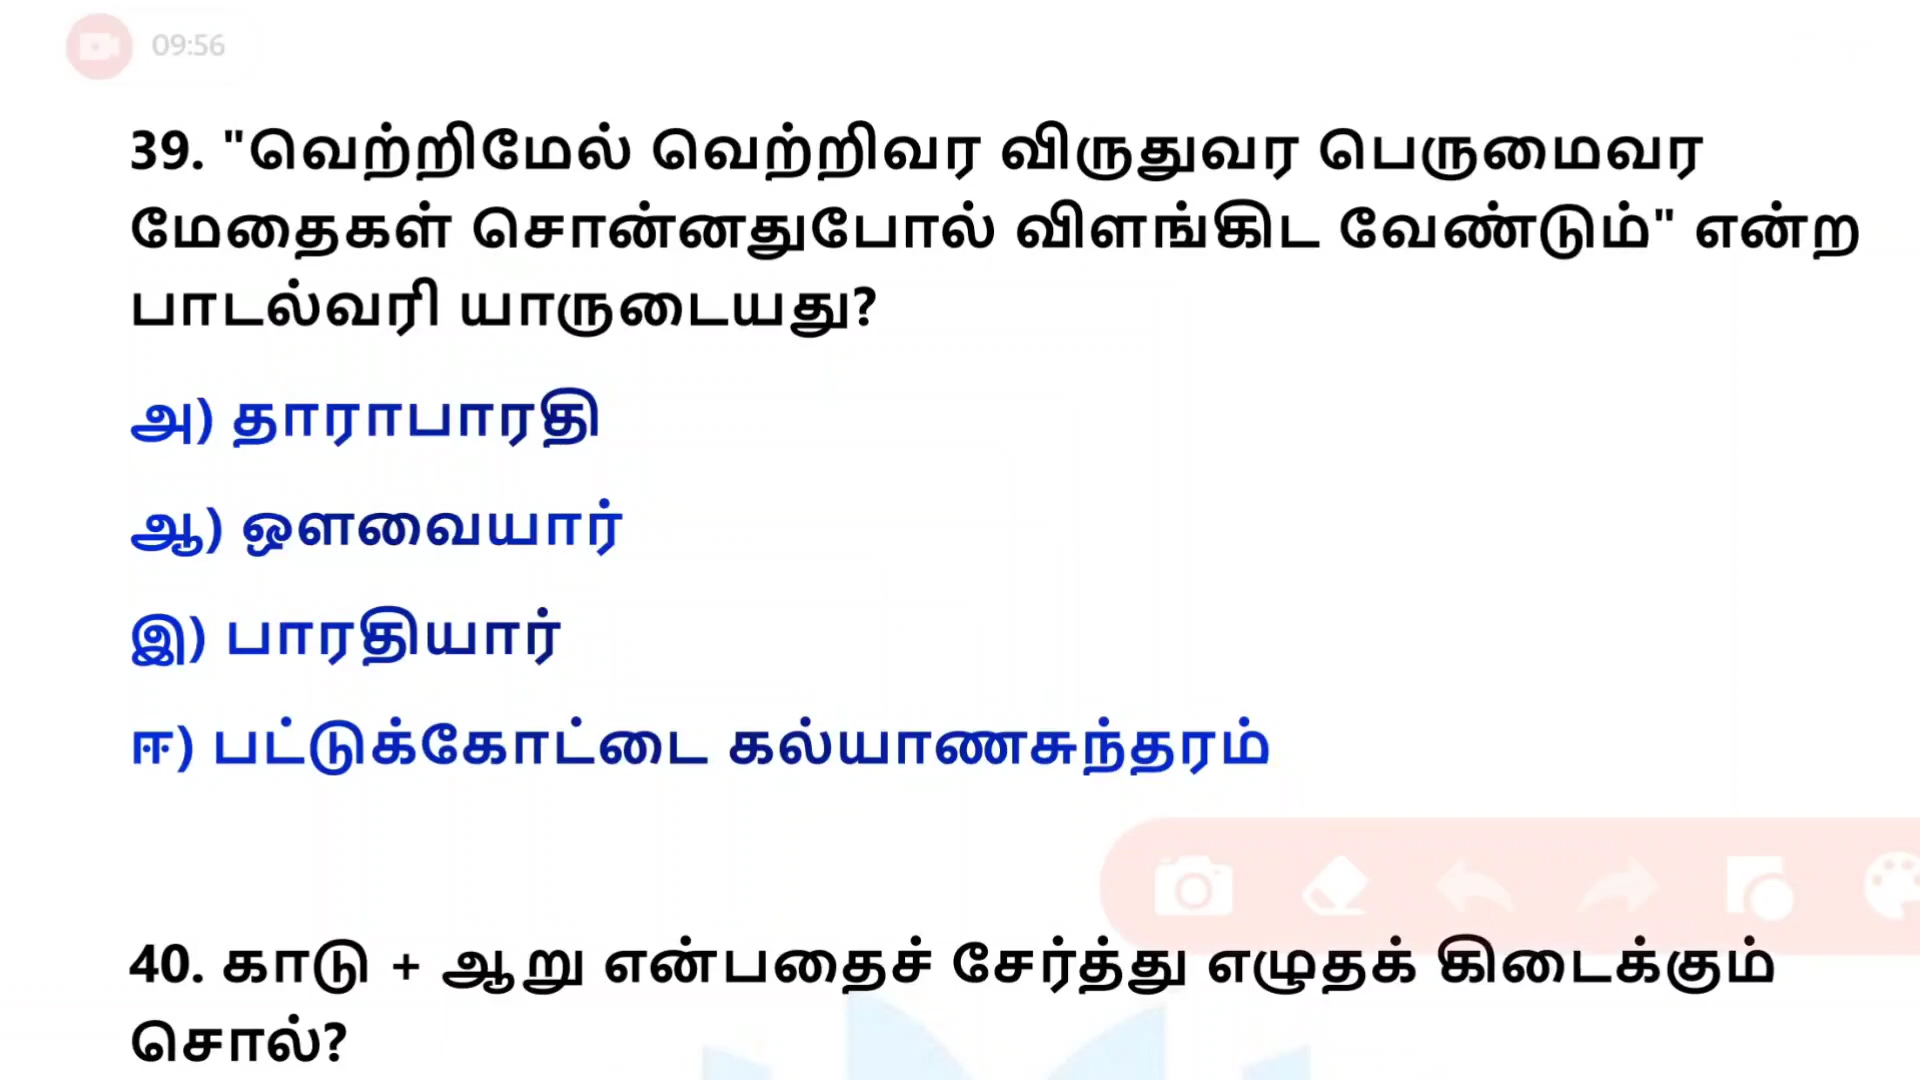 09:56
39. "வெற்றிமேல் வெற்றிவர விருதுவர பெருமைவர
மேதைகள் சொன்னதுபோல் விளங்கிட வேண்டும்" என்ற
பாடல்வரி யாருடையது?
அ) தாராபாரதி
ஆ) ஔவையார்
இ) பாரதியார்
ஈ) பட்டுக்கோட்டை கல்யாணசுந்தரம்
40. காடு + ஆறு என்பதைச் சேர்த்து எழுதக் கிடைக்கும்
சொல்?